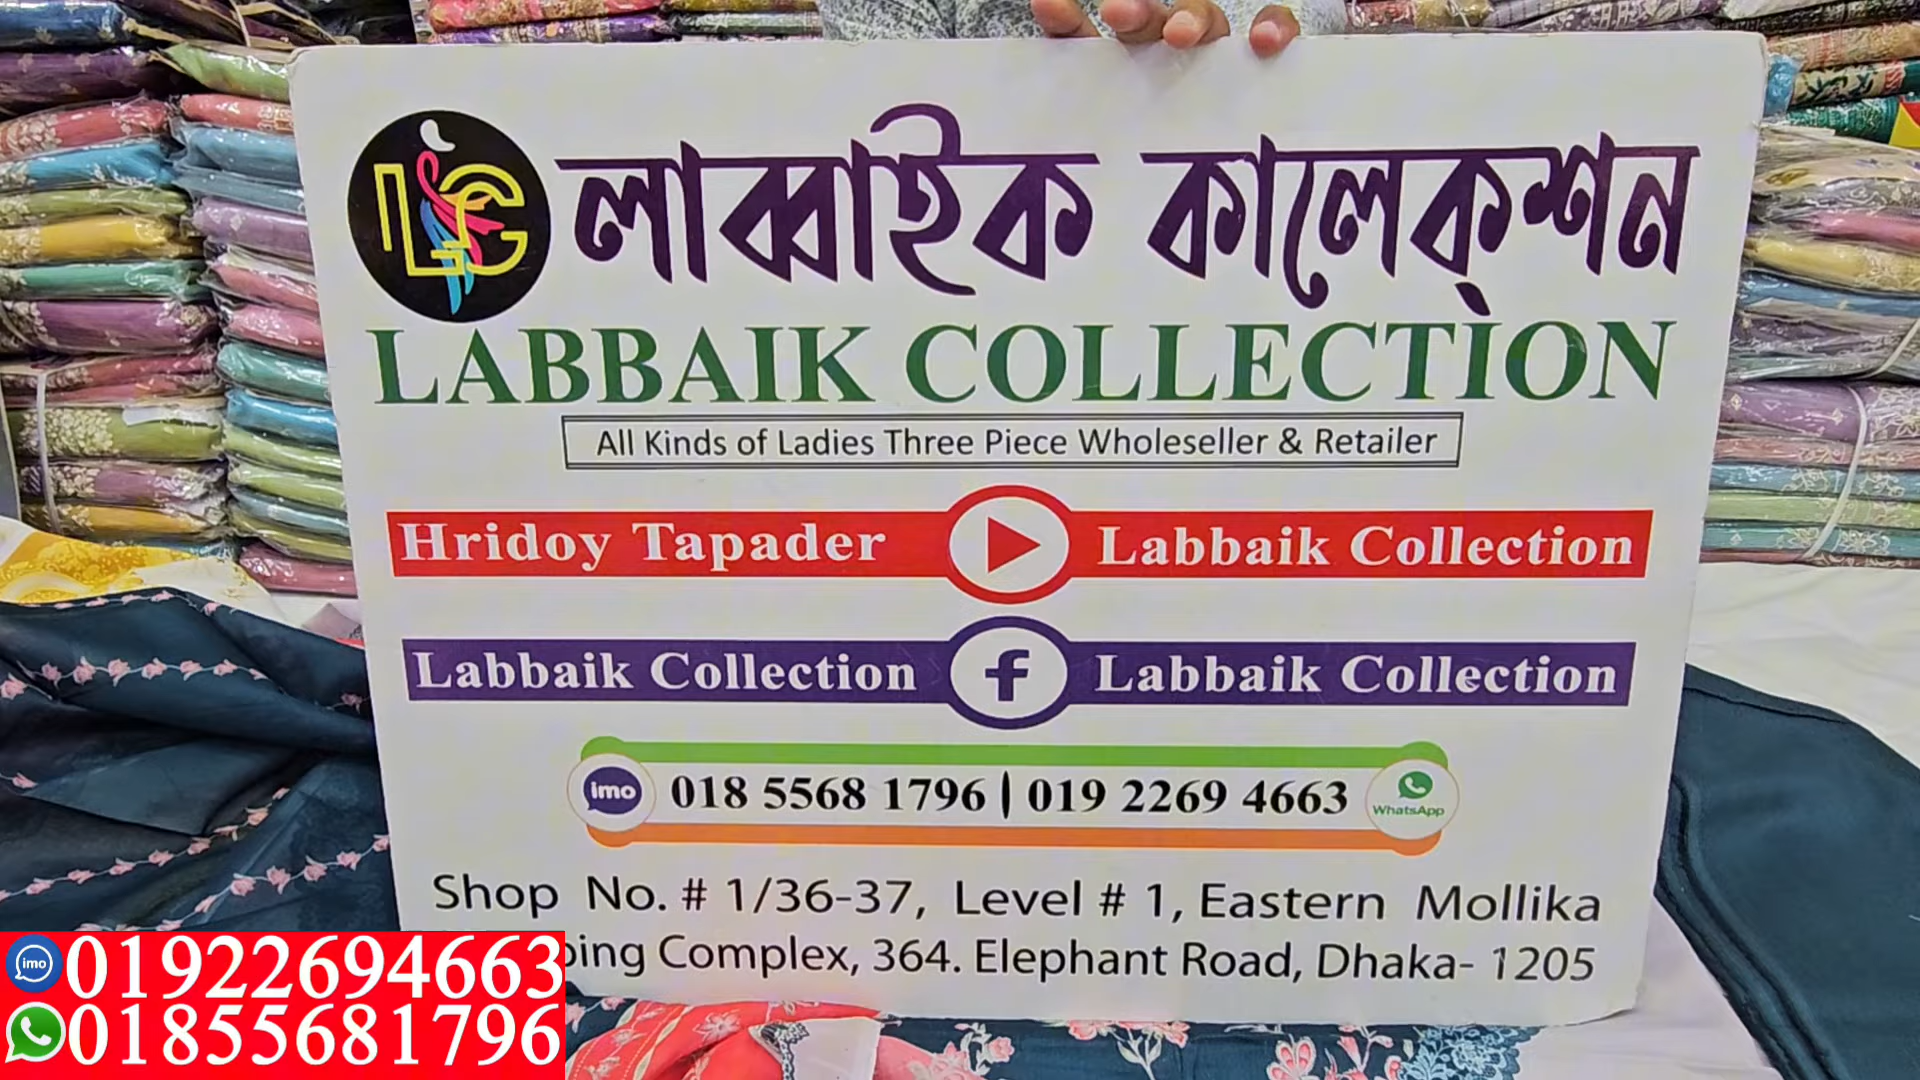 LC
লাব্বাইক কালেকশন
LABBAIK COLLECTION
All Kinds of Ladies Three Piece Wholeseller & Retailer
Hridoy Tapader Labbaik Collection
Labbaik Collection f Labbaik Collection
imo 018 5568 1796 | 019 2269 4663 WhatsApp
Shop No. # 1/36-37, Level # 1, Eastern Mollika
Complex, 364. Elephant Road, Dhaka- 1205
imo 01922694663
01855681796